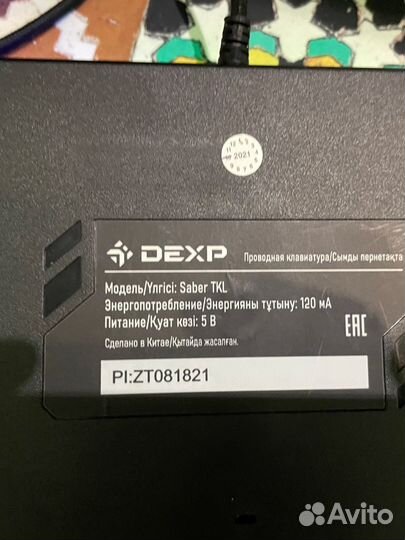 2021
DEXP
Проводная клавиатура/Сымды пернетақта
Модель/Үлгісі: Saber TKL
Энергопотребление/Энергияны тұтыну: 120 мА
Питание/Қуат көзі: 5 В
EAC
Сделано в Китае/Қытайда жасалған.
PI:ZT081821
Avito